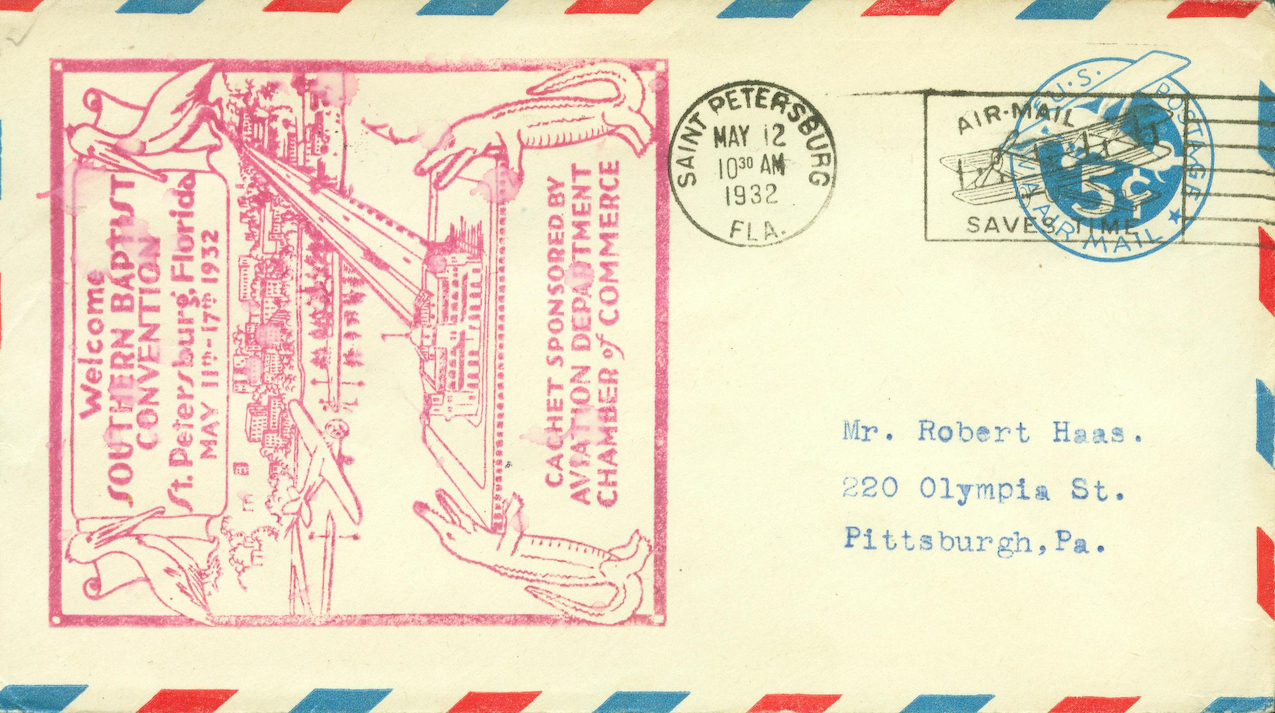 Welcome
SOUTHERN BAPTIST
CONVENTION
St. Petersburg, Florida
MAY 11th - 17th 1932
CACHET SPONSORED BY
AVIATION DEPARTMENT
CHAMBER of COMMERCE
SAINT PETERSBURG
MAY 12
10 30 AM
1932
FLA.
AIR-MAIL
SAVES TIME
U.S. POSTAGE
5¢
VIA AIR MAIL
Mr. Robert Haas.
220 Olympia St.
Pittsburgh,Pa.